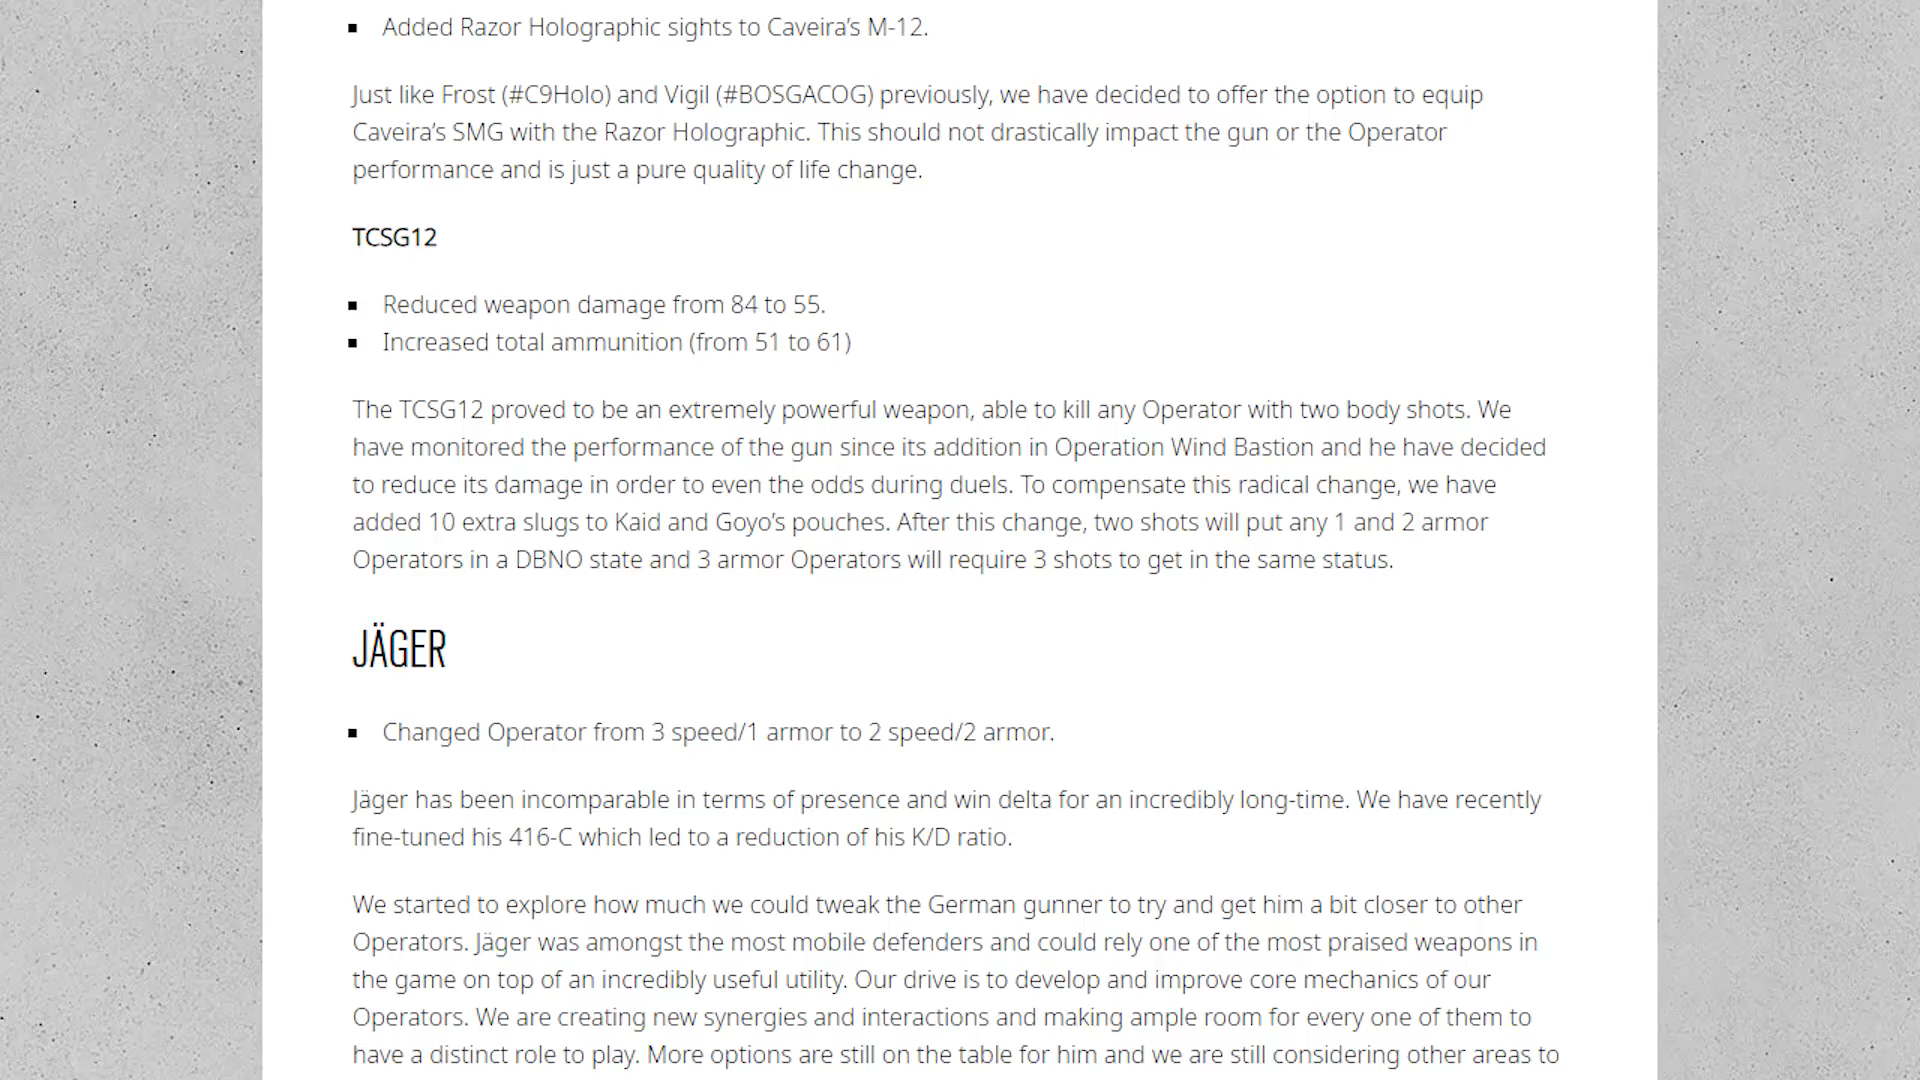 Added Razor Holographic sights to Caveira's M-12.
Just like Frost (#C9Holo) and Vigil (#BOSGACOG) previously, we have decided to offer the option to equip
Caveira's SMG with the Razor Holographic. This should not drastically impact the gun or the Operator
performance and is just a pure quality of life change.
TCSG12
Reduced weapon damage from 84 to 55.
Increased total ammunition (from 51 to 61)
The TCSG12 proved to be an extremely powerful weapon, able to kill any Operator with two body shots. We
have monitored the performance of the gun since its addition in Operation Wind Bastion and he have decided
to reduce its damage in order to even the odds during duels. To compensate this radical change, we have
added 10 extra slugs to Kaid and Goyo's pouches. After this change, two shots will put any 1 and 2 armor
Operators in a DBNO state and 3 armor Operators will require 3 shots to get in the same status.
JÄGER
Changed Operator from 3 speed/1 armor to 2 speed/2 armor.
Jäger has been incomparable in terms of presence and win delta for an incredibly long-time. We have recently
fine-tuned his 416-C which led to a reduction of his K/D ratio.
We started to explore how much we could tweak the German gunner to try and get him a bit closer to other
Operators. Jäger was amongst the most mobile defenders and could rely one of the most praised weapons in
the game on top of an incredibly useful utility. Our drive is to develop and improve core mechanics of our
Operators. We are creating new synergies and interactions and making ample room for every one of them to
have a distinct role to play. More options are still on the table for him and we are still considering other areas to